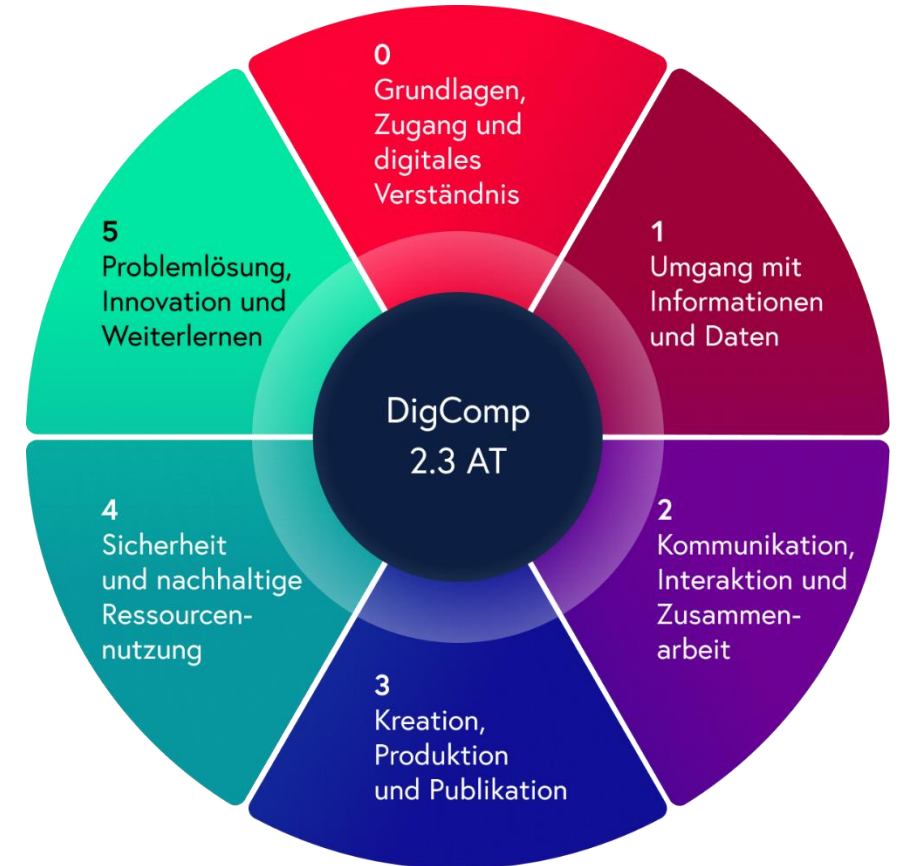 0
Grundlagen,
Zugang und
digitales
Verständnis
1
Umgang mit
Informationen
und Daten
2
Kommunikation,
Interaktion und
Zusammen-
arbeit
3
Kreation,
Produktion
und Publikation
4
Sicherheit
und nachhaltige
Ressourcen-
nutzung
5
Problemlösung,
Innovation und
Weiterlernen
DigComp
2.3 AT